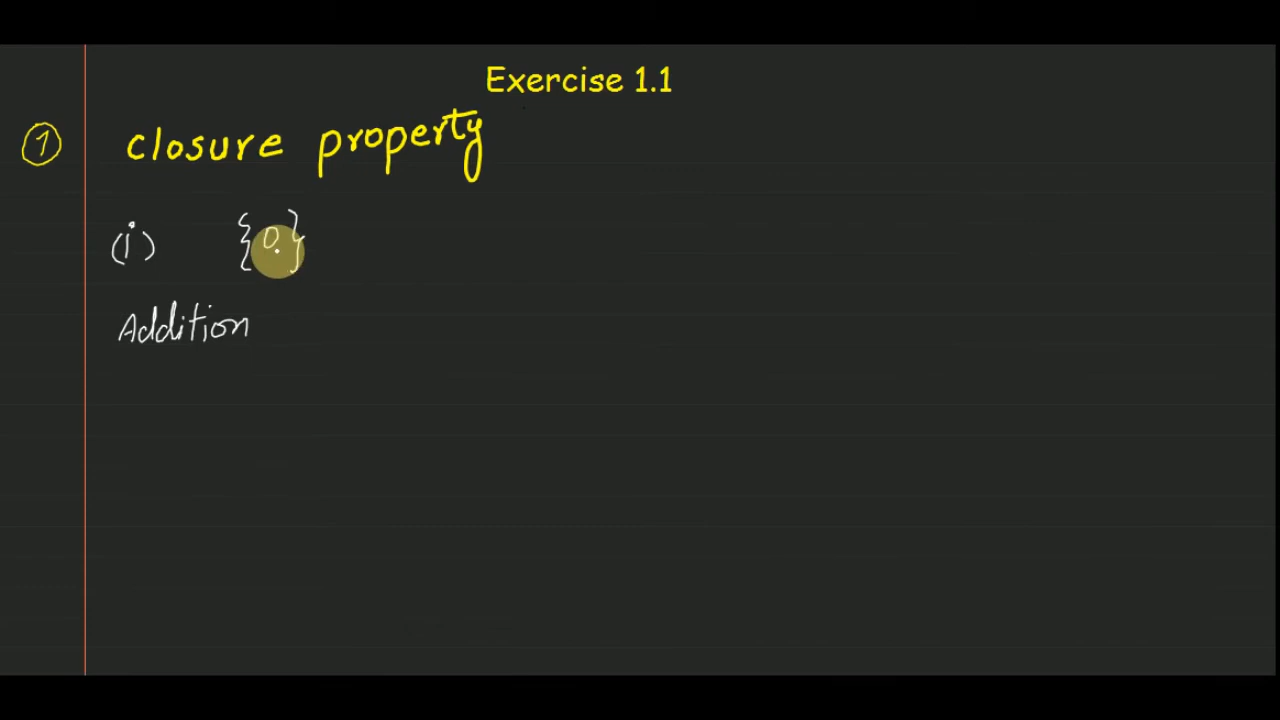 Exercise 1.1
① closure property
(i) {0}
Addition